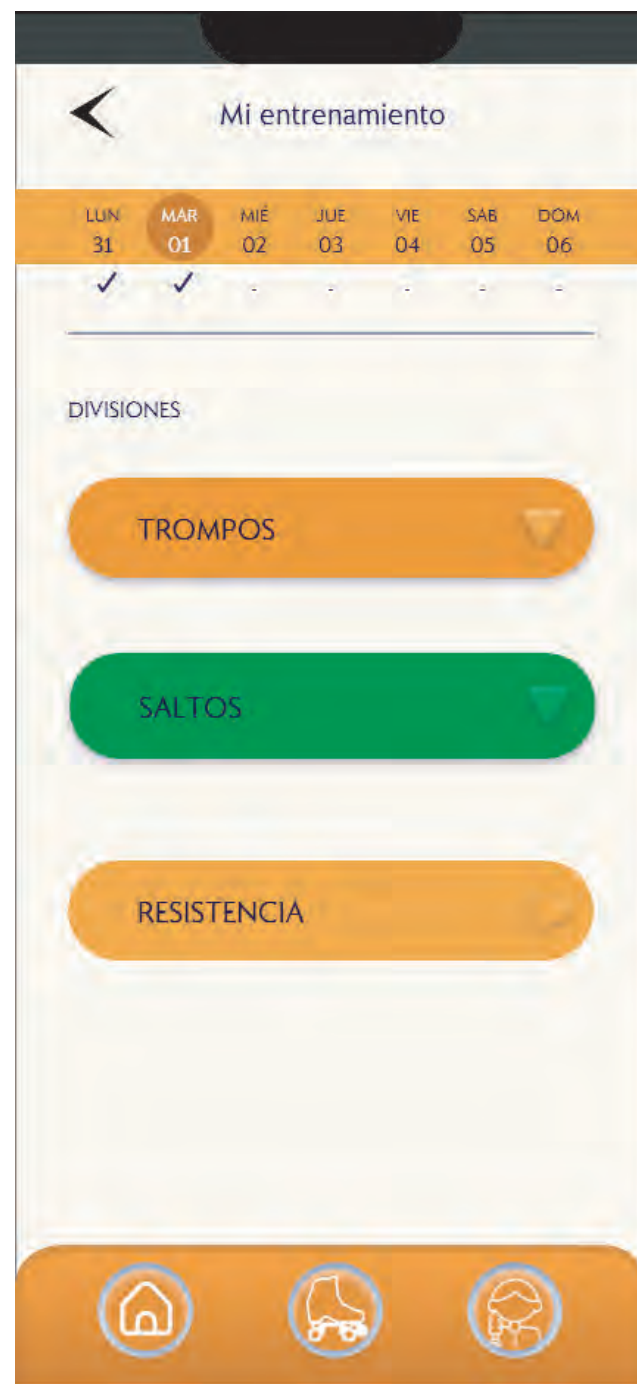 Mi entrenamiento
LUN MAR MIÉ JUE VIE SAB DOM
31 01 02 03 04 05 06
DIVISIONES
TROMPOS
SALTOS
RESISTENCIA